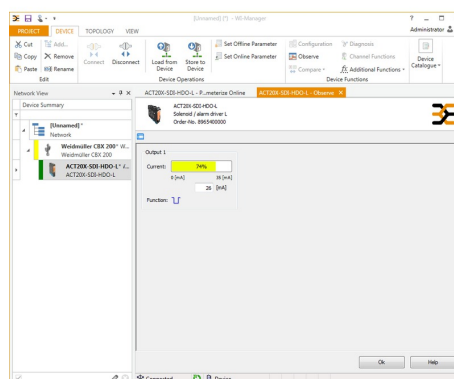 [Unnamed] [*] - WI-Manager
PROJECT DEVICE TOPOLOGY VIEW Administrator
Cut Add... Set Offline Parameter Configuration Diagnosis
Copy Remove Connect Disconnect Load from Device Store to Device Set Online Parameter Observe Channel Functions Device Catalogue
Paste Rename Compare Additional Functions
Edit Device Operations Device Functions
Network View ACT20X-SDI-HDO-L - P...meterize Online ACT20X-SDI-HDO-L - Observe
Device Summary
ACT20X-SDI-HDO-L
Solenoid / alarm driver L
Order-No. 8965400000
[Unnamed]*
Network
Weidmüller CBX 200* W...
Weidmüller CBX 200
ACT20X-SDI-HDO-L* (...
ACT20X-SDI-HDO-L
Output 1
Current: 74%
0 [mA] 35 [mA]
26 [mA]
Function:
Ok Help
Connected Device